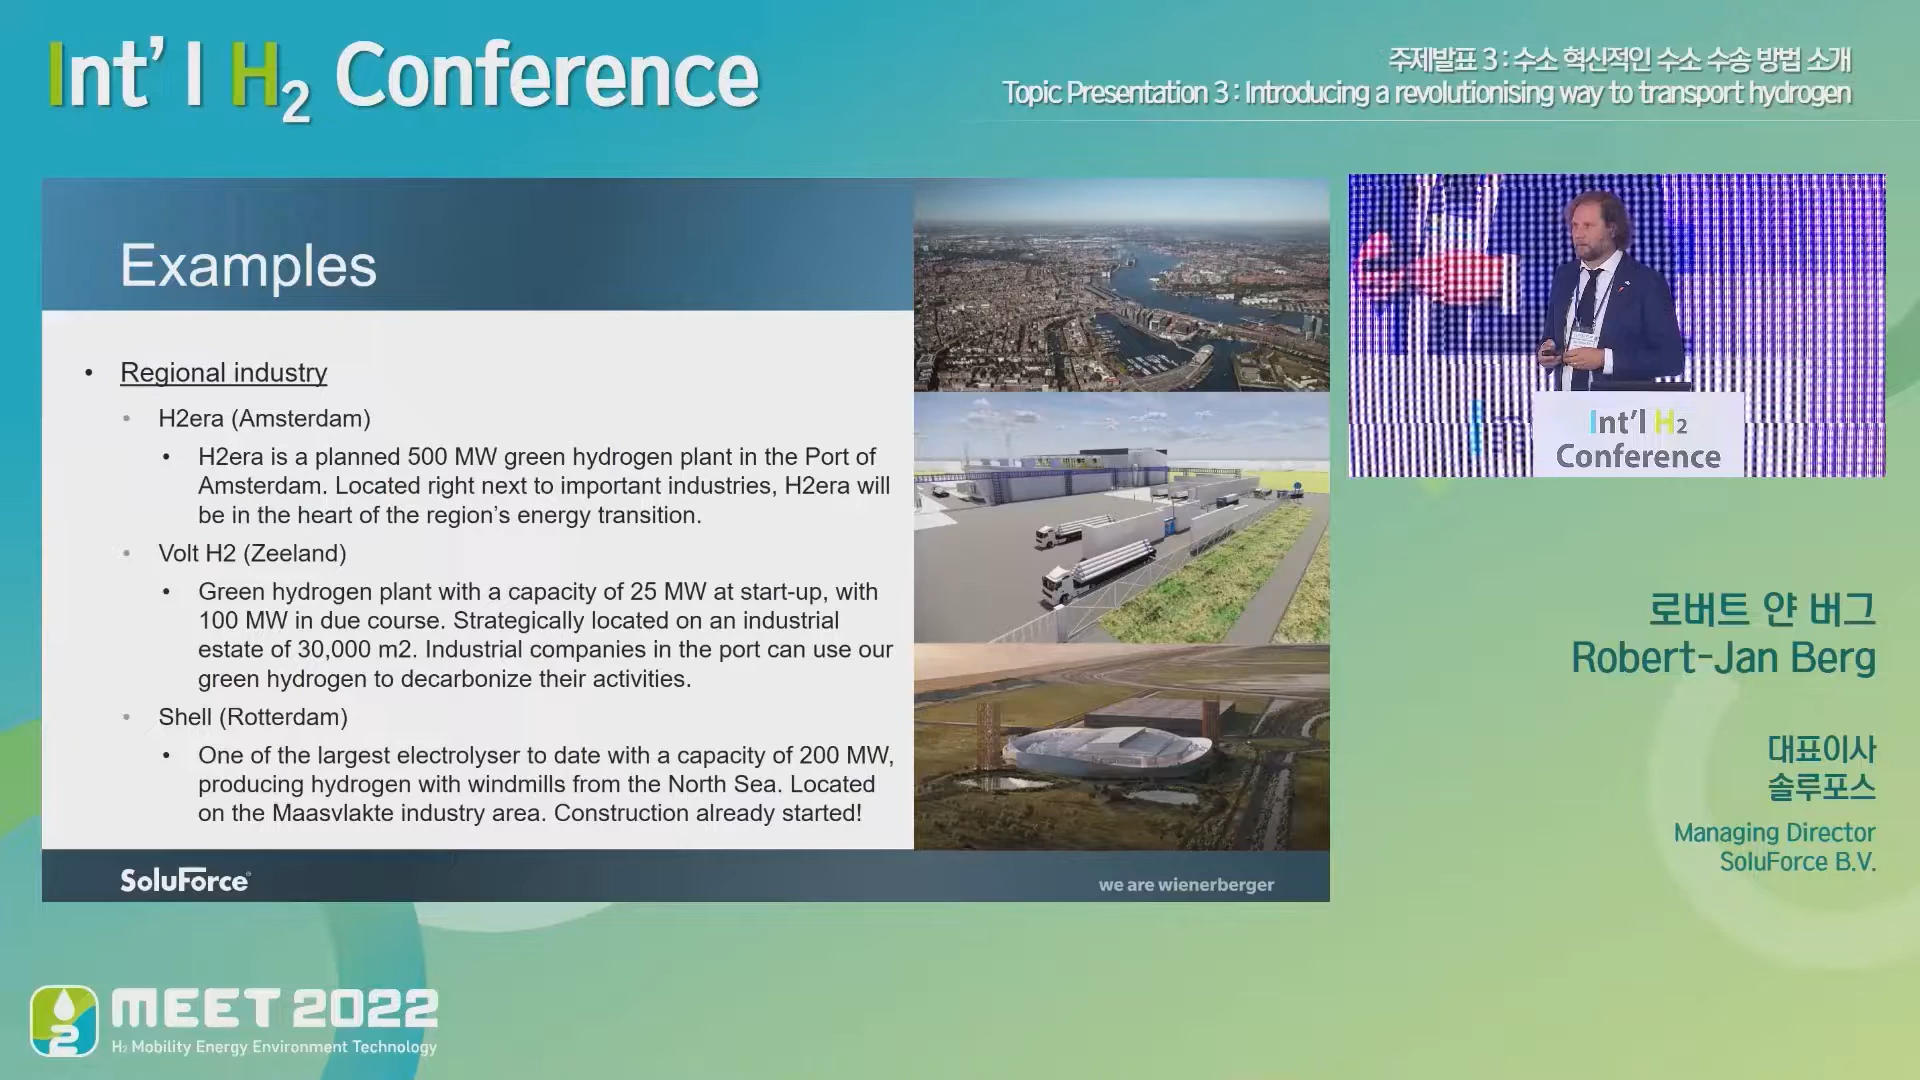 Int' l H2 Conference
주제발표 3 : 수소 혁신적인 수소 수송 방법 소개
Topic Presentation 3 : Introducing a revolutionising way to transport hydrogen
Examples
• Regional industry
• H2era (Amsterdam)
• H2era is a planned 500 MW green hydrogen plant in the Port of
Amsterdam. Located right next to important industries, H2era will
be in the heart of the region’s energy transition.
• Volt H2 (Zeeland)
• Green hydrogen plant with a capacity of 25 MW at start-up, with
100 MW in due course. Strategically located on an industrial
estate of 30,000 m2. Industrial companies in the port can use our
green hydrogen to decarbonize their activities.
• Shell (Rotterdam)
• One of the largest electrolyser to date with a capacity of 200 MW,
producing hydrogen with windmills from the North Sea. Located
on the Maasvlakte industry area. Construction already started!
SoluForce
we are wienerberger
Int'l H2
Conference
로버트 얀 버그
Robert-Jan Berg
대표이사
솔루포스
Managing Director
SoluForce B.V.
MEET 2022
H2 Mobility Energy Environment Technology